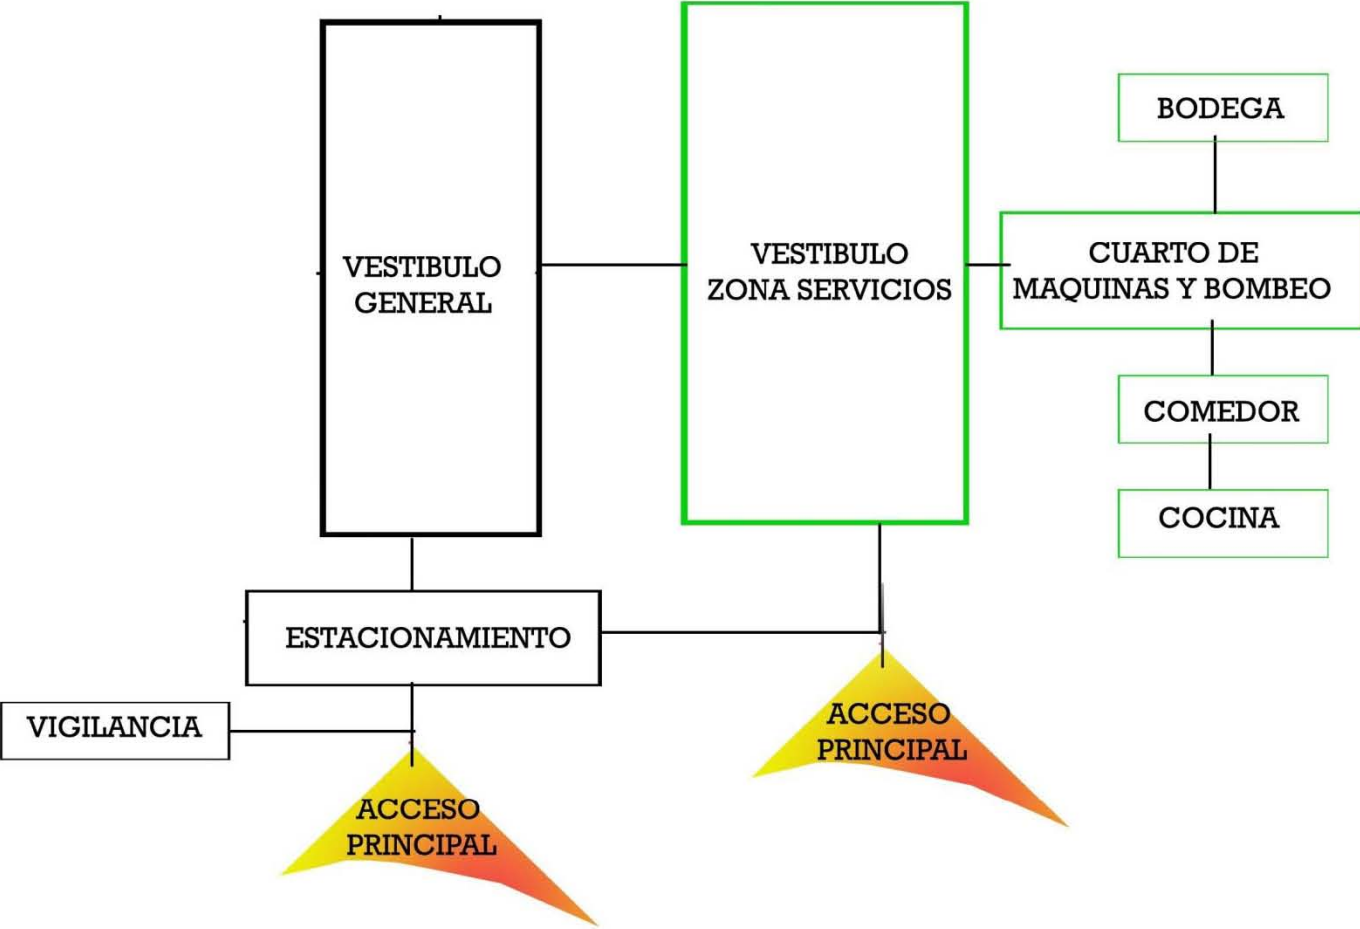 BODEGA
VESTIBULO
GENERAL
VESTIBULO
ZONA SERVICIOS
CUARTO DE
MAQUINAS Y BOMBEO
COMEDOR
COCINA
ESTACIONAMIENTO
VIGILANCIA
ACCESO
PRINCIPAL
ACCESO
PRINCIPAL